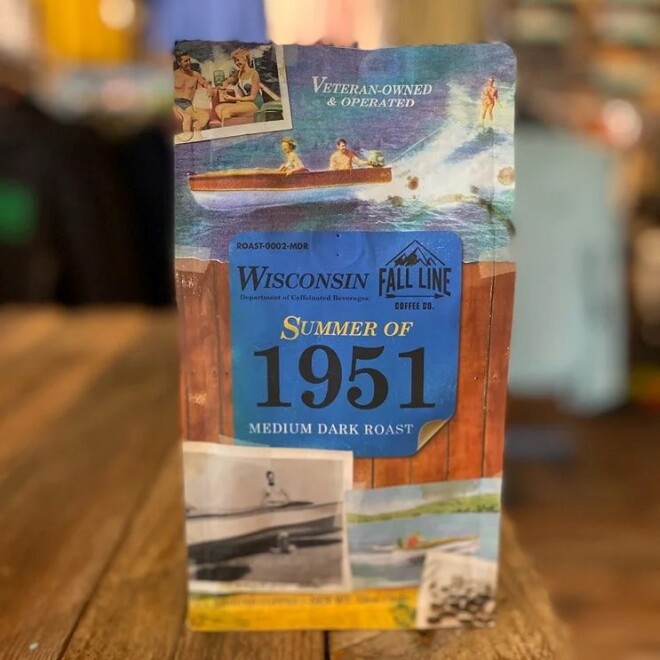 VETERAN-OWNED
& OPERATED
ROAST-0002-MDR
WISCONSIN
Department of Caffeinated Beverages
FALL LINE
COFFEE CO.
SUMMER OF
1951
MEDIUM DARK ROAST